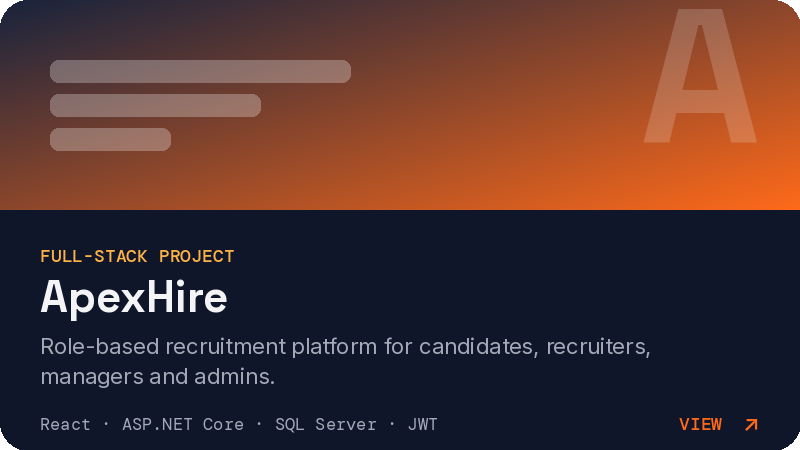 A
FULL-STACK PROJECT
ApexHire
Role-based recruitment platform for candidates, recruiters,
managers and admins.
React · ASP.NET Core · SQL Server · JWT
VIEW ↗